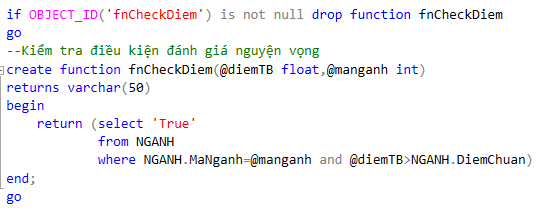 if OBJECT_ID('fnCheckDiem') is not null drop function fnCheckDiem
go
--Kiểm tra điều kiện đánh giá nguyện vọng
create function fnCheckDiem(@diemTB float,@manganh int)
returns varchar(50)
begin
return (select 'True'
from NGANH
where NGANH.MaNganh=@manganh and @diemTB>NGANH.DiemChuan)
end;
go